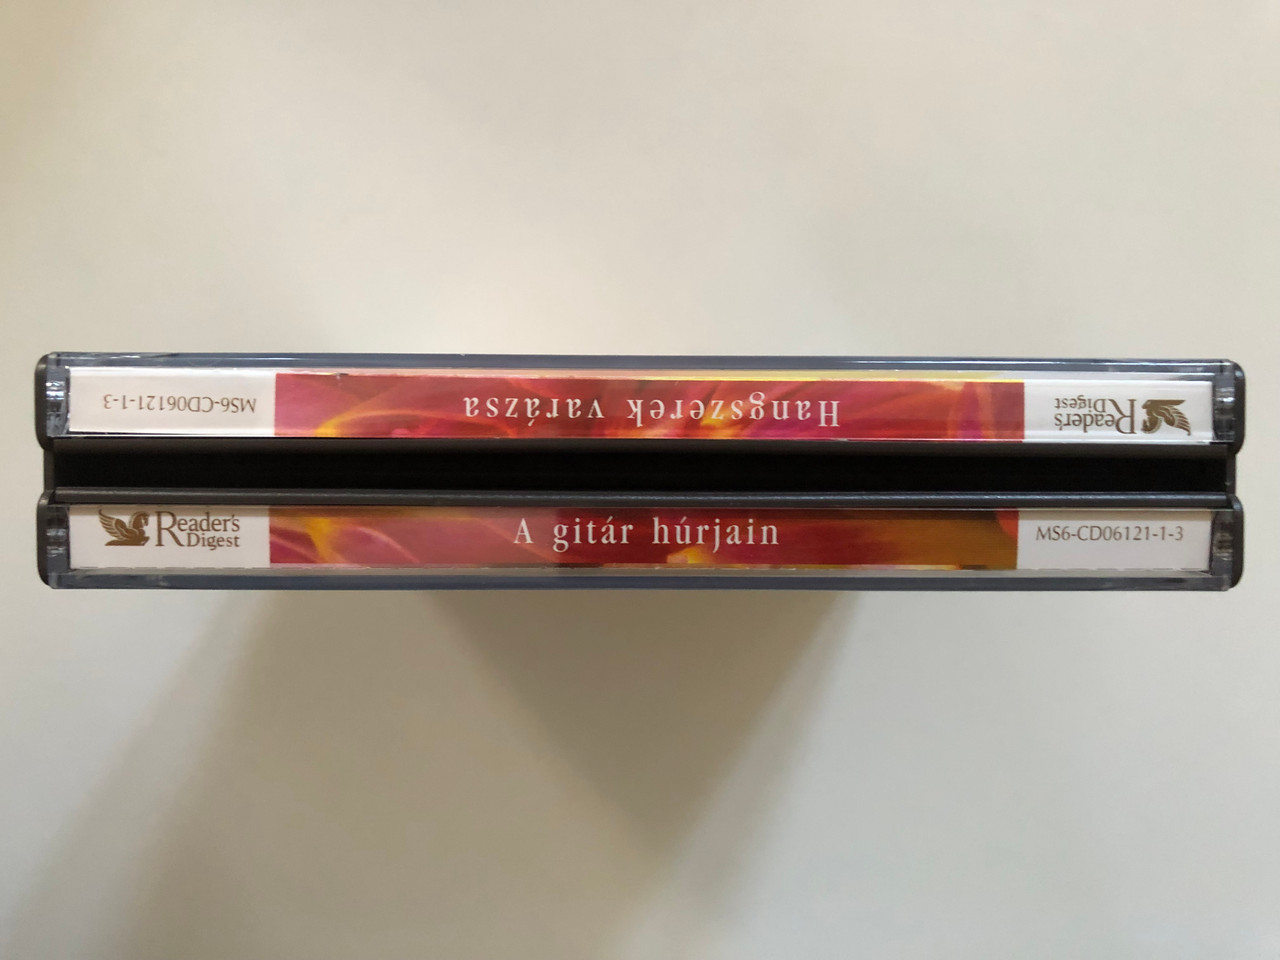 MS6-CD06121-1-3
Hangszerek varázsa
Reader's
Digest
Reader's
Digest
A gitár húrjain
MS6-CD06121-1-3